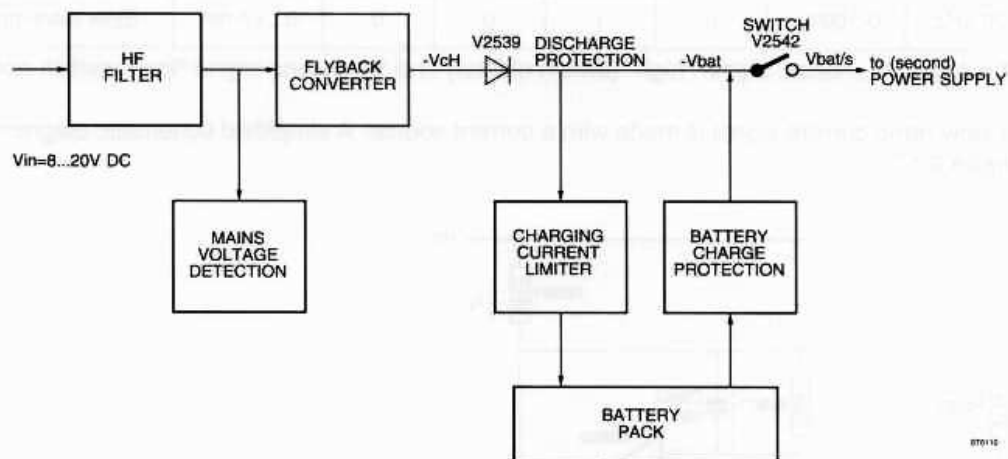 HF
FILTER
FLYBACK
CONVERTER
-VcH
V2539
DISCHARGE
PROTECTION
-Vbat
SWITCH
V2542
Vbat/s
to (second)
POWER SUPPLY
Vin=8...20V DC
MAINS
VOLTAGE
DETECTION
CHARGING
CURRENT
LIMITER
BATTERY
CHARGE
PROTECTION
BATTERY
PACK